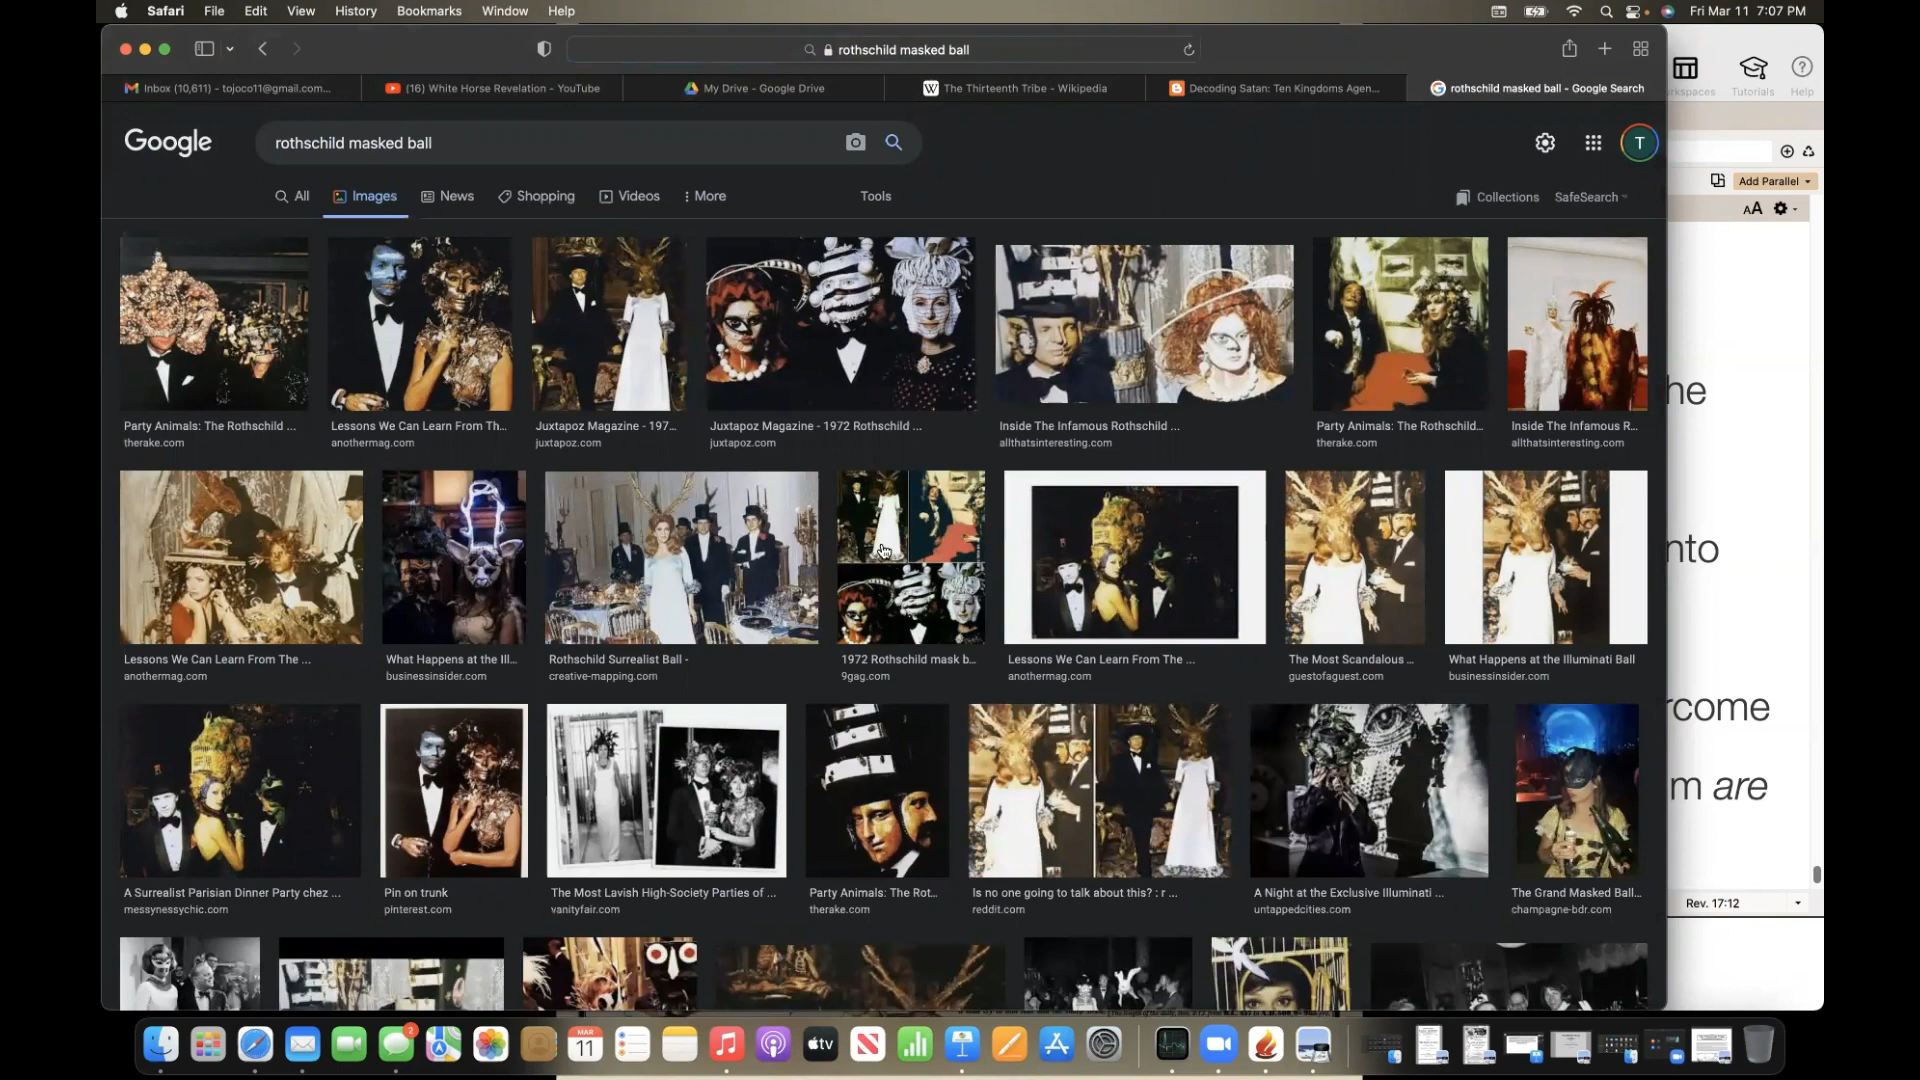 Safari File Edit View History Bookmarks Window Help
Fri Mar 11 7:07 PM
rothschild masked ball
Inbox (10,611) - tojoco11@gmail.com...
(16) White Horse Revelation - YouTube
My Drive - Google Drive
The Thirteenth Tribe - Wikipedia
Decoding Satan: Ten Kingdoms Agen...
rothschild masked ball - Google Search
Tutorials
Help
Google
rothschild masked ball
T
All Images News Shopping Videos More Tools
Collections SafeSearch
Add Parallel
AA
Party Animals: The Rothschild ...
therake.com
Lessons We Can Learn From Th...
anothermag.com
Juxtapoz Magazine - 197...
juxtapoz.com
Juxtapoz Magazine - 1972 Rothschild ...
juxtapoz.com
Inside The Infamous Rothschild ...
allthatsinteresting.com
Party Animals: The Rothschild...
therake.com
Inside The Infamous R...
allthatsinteresting.com
he
nto
Lessons We Can Learn From The ...
anothermag.com
What Happens at the Ill...
businessinsider.com
Rothschild Surrealist Ball -
creative-mapping.com
1972 Rothschild mask b...
9gag.com
Lessons We Can Learn From The ...
anothermag.com
The Most Scandalous ...
guestofaguest.com
What Happens at the Illuminati Ball
businessinsider.com
rcome
m are
A Surrealist Parisian Dinner Party chez ...
messynessychic.com
Pin on trunk
pinterest.com
The Most Lavish High-Society Parties of ...
vanityfair.com
Party Animals: The Rot...
therake.com
Is no one going to talk about this? : r ...
reddit.com
A Night at the Exclusive Illuminati ...
untappedcities.com
The Grand Masked Ball...
champagne-bdr.com
Rev. 17:12
2
MAR
11
tv